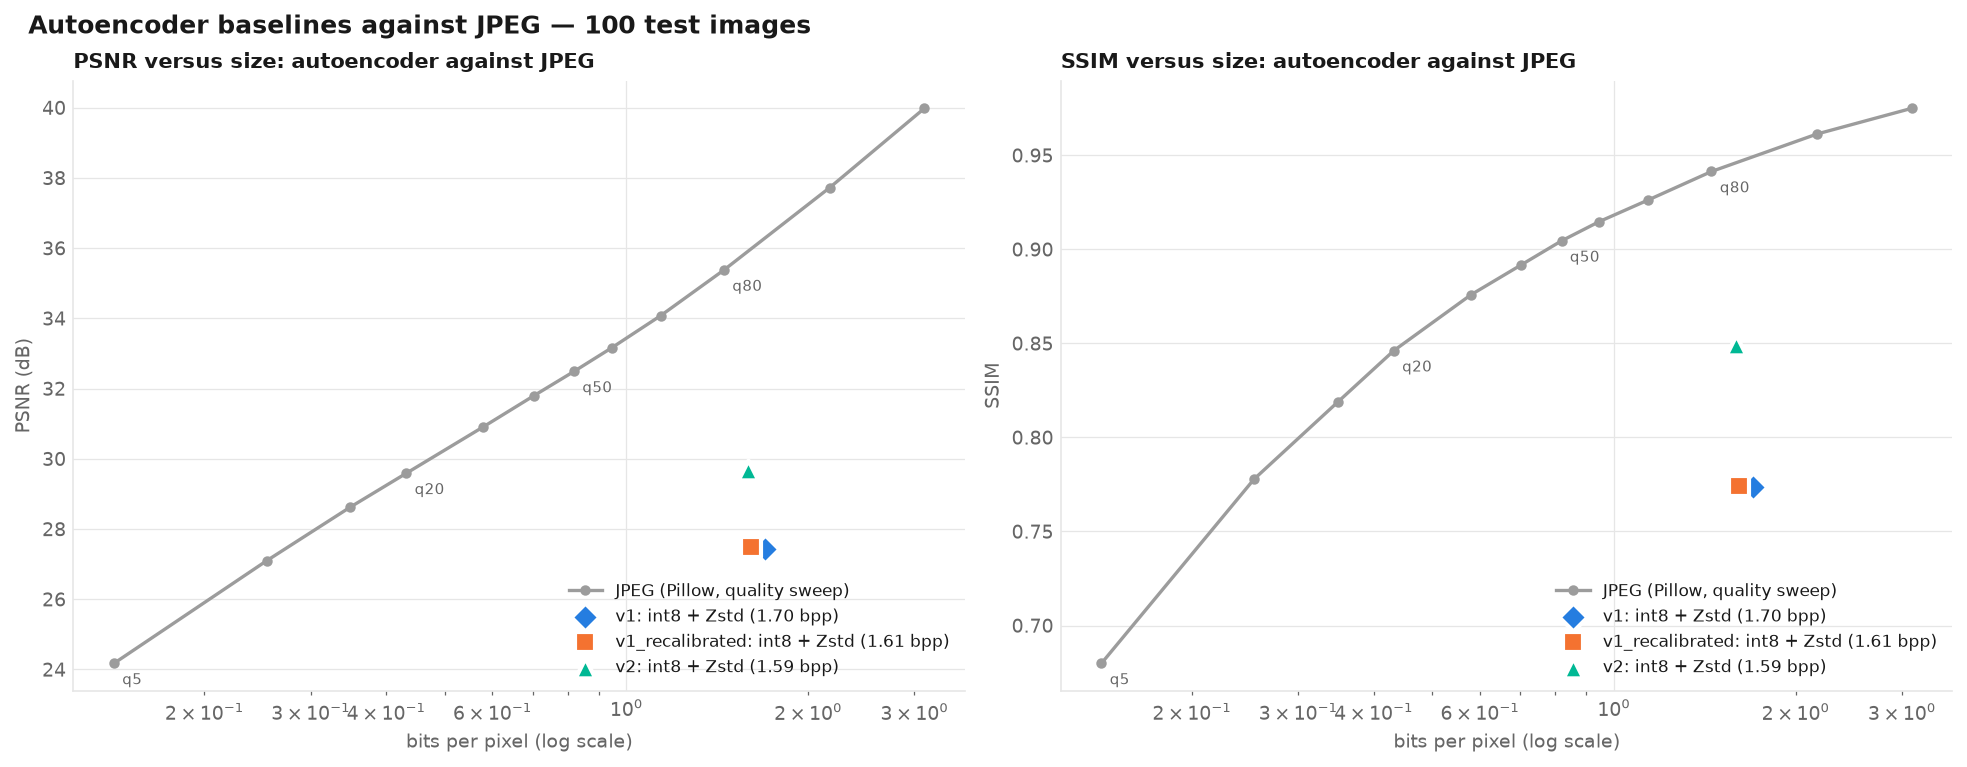 Autoencoder baselines against JPEG — 100 test images
PSNR versus size: autoencoder against JPEG
40
38
36
34
32
30
28
26
24
PSNR (dB)
q5
q20
q50
q80
JPEG (Pillow, quality sweep)
v1: int8 + Zstd (1.70 bpp)
v1_recalibrated: int8 + Zstd (1.61 bpp)
v2: int8 + Zstd (1.59 bpp)
2 × 10⁻¹ 3 × 10⁻¹ 4 × 10⁻¹ 6 × 10⁻¹ 10⁰ 2 × 10⁰ 3 × 10⁰
bits per pixel (log scale)
SSIM versus size: autoencoder against JPEG
0.95
0.90
0.85
0.80
0.75
0.70
SSIM
q5
q20
q50
q80
JPEG (Pillow, quality sweep)
v1: int8 + Zstd (1.70 bpp)
v1_recalibrated: int8 + Zstd (1.61 bpp)
v2: int8 + Zstd (1.59 bpp)
2 × 10⁻¹ 3 × 10⁻¹ 4 × 10⁻¹ 6 × 10⁻¹ 10⁰ 2 × 10⁰ 3 × 10⁰
bits per pixel (log scale)